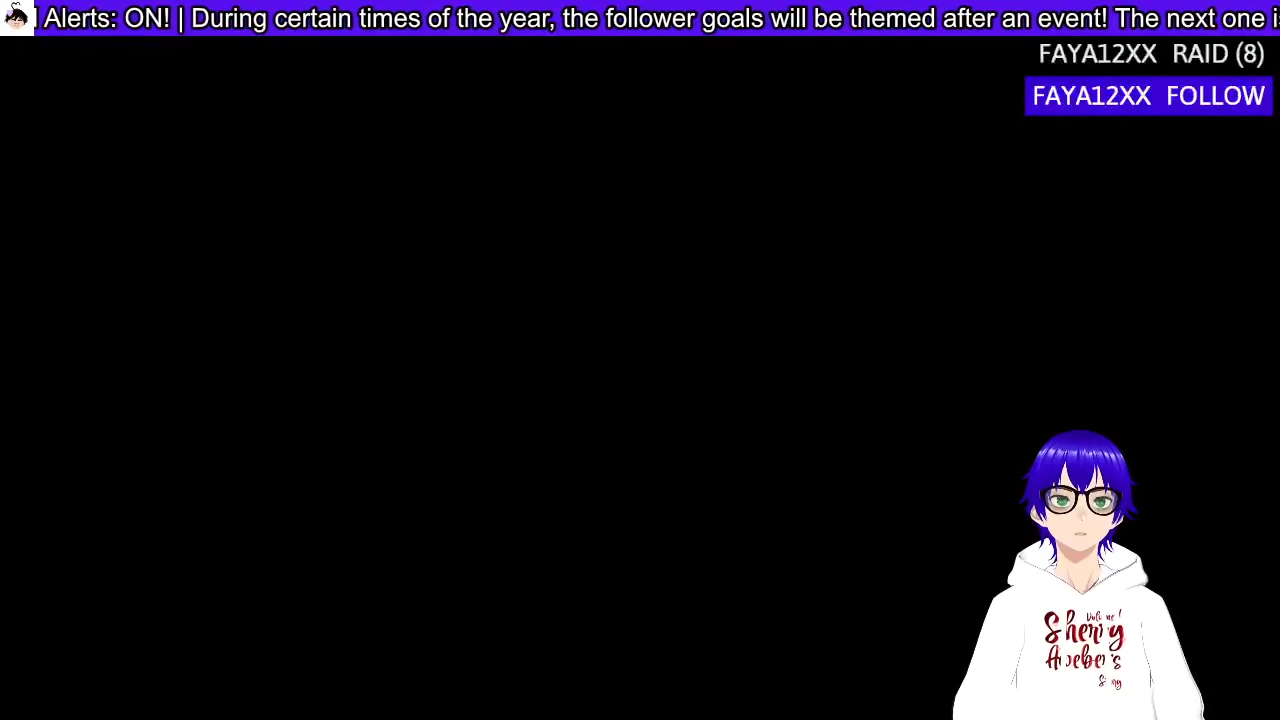 Alerts: ON! | During certain times of the year, the follower goals will be themed after an event! The next one i
FAYA12XX RAID (8)
FAYA12XX FOLLOW
Sherry